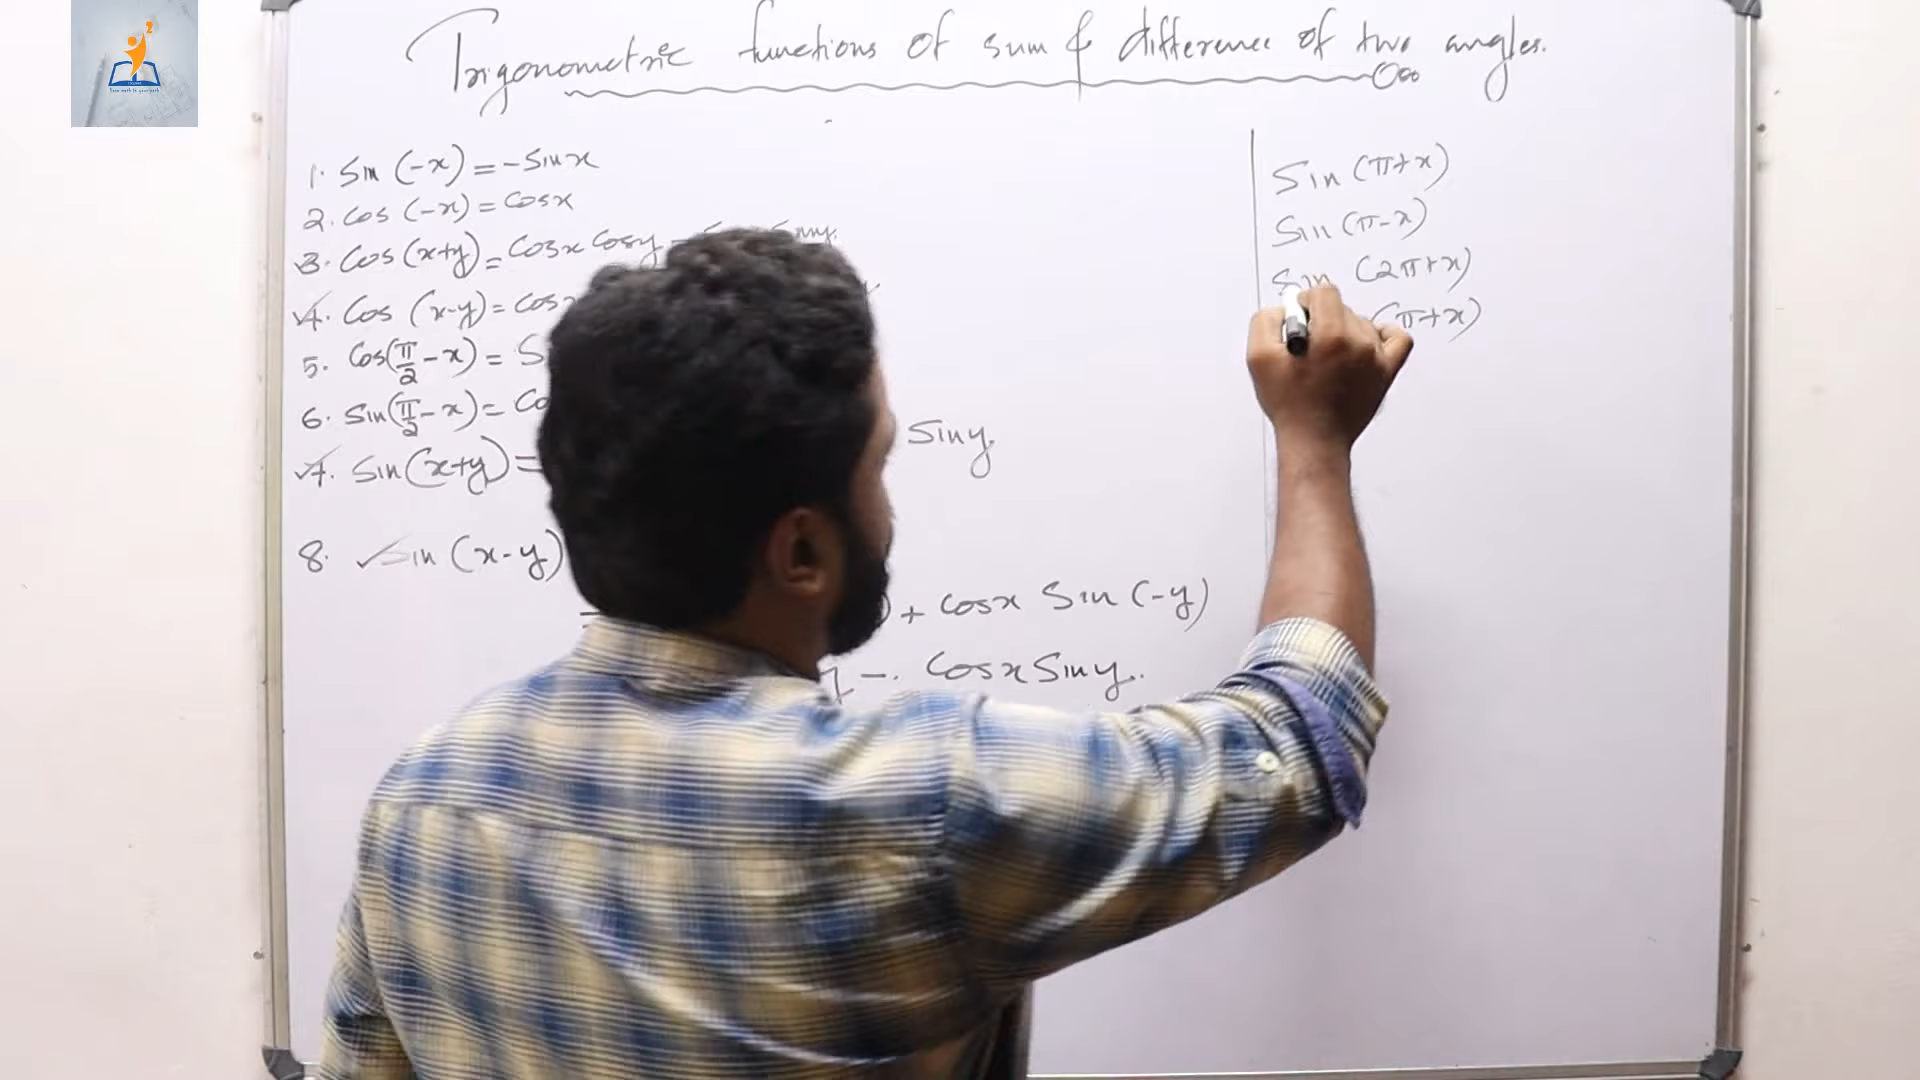 Trigonometric functions of sum & difference of two angles.
1. Sin (-x) = -Sinx
2. Cos (-x) = Cosx
3. Cos (x+y) = Cosx Cosy - Siny.
4. Cos (x-y) = Cosx
5. Cos(π/2 - x) = S
6. Sin(π/2 - x) = Co
7. Sin(x+y) = Siny
8. Sin (x-y)
= + Cosx Sin (-y)
y - Cosx Siny.
Sin (π+x)
Sin (π-x)
Sin (2π+x)
(π+x)